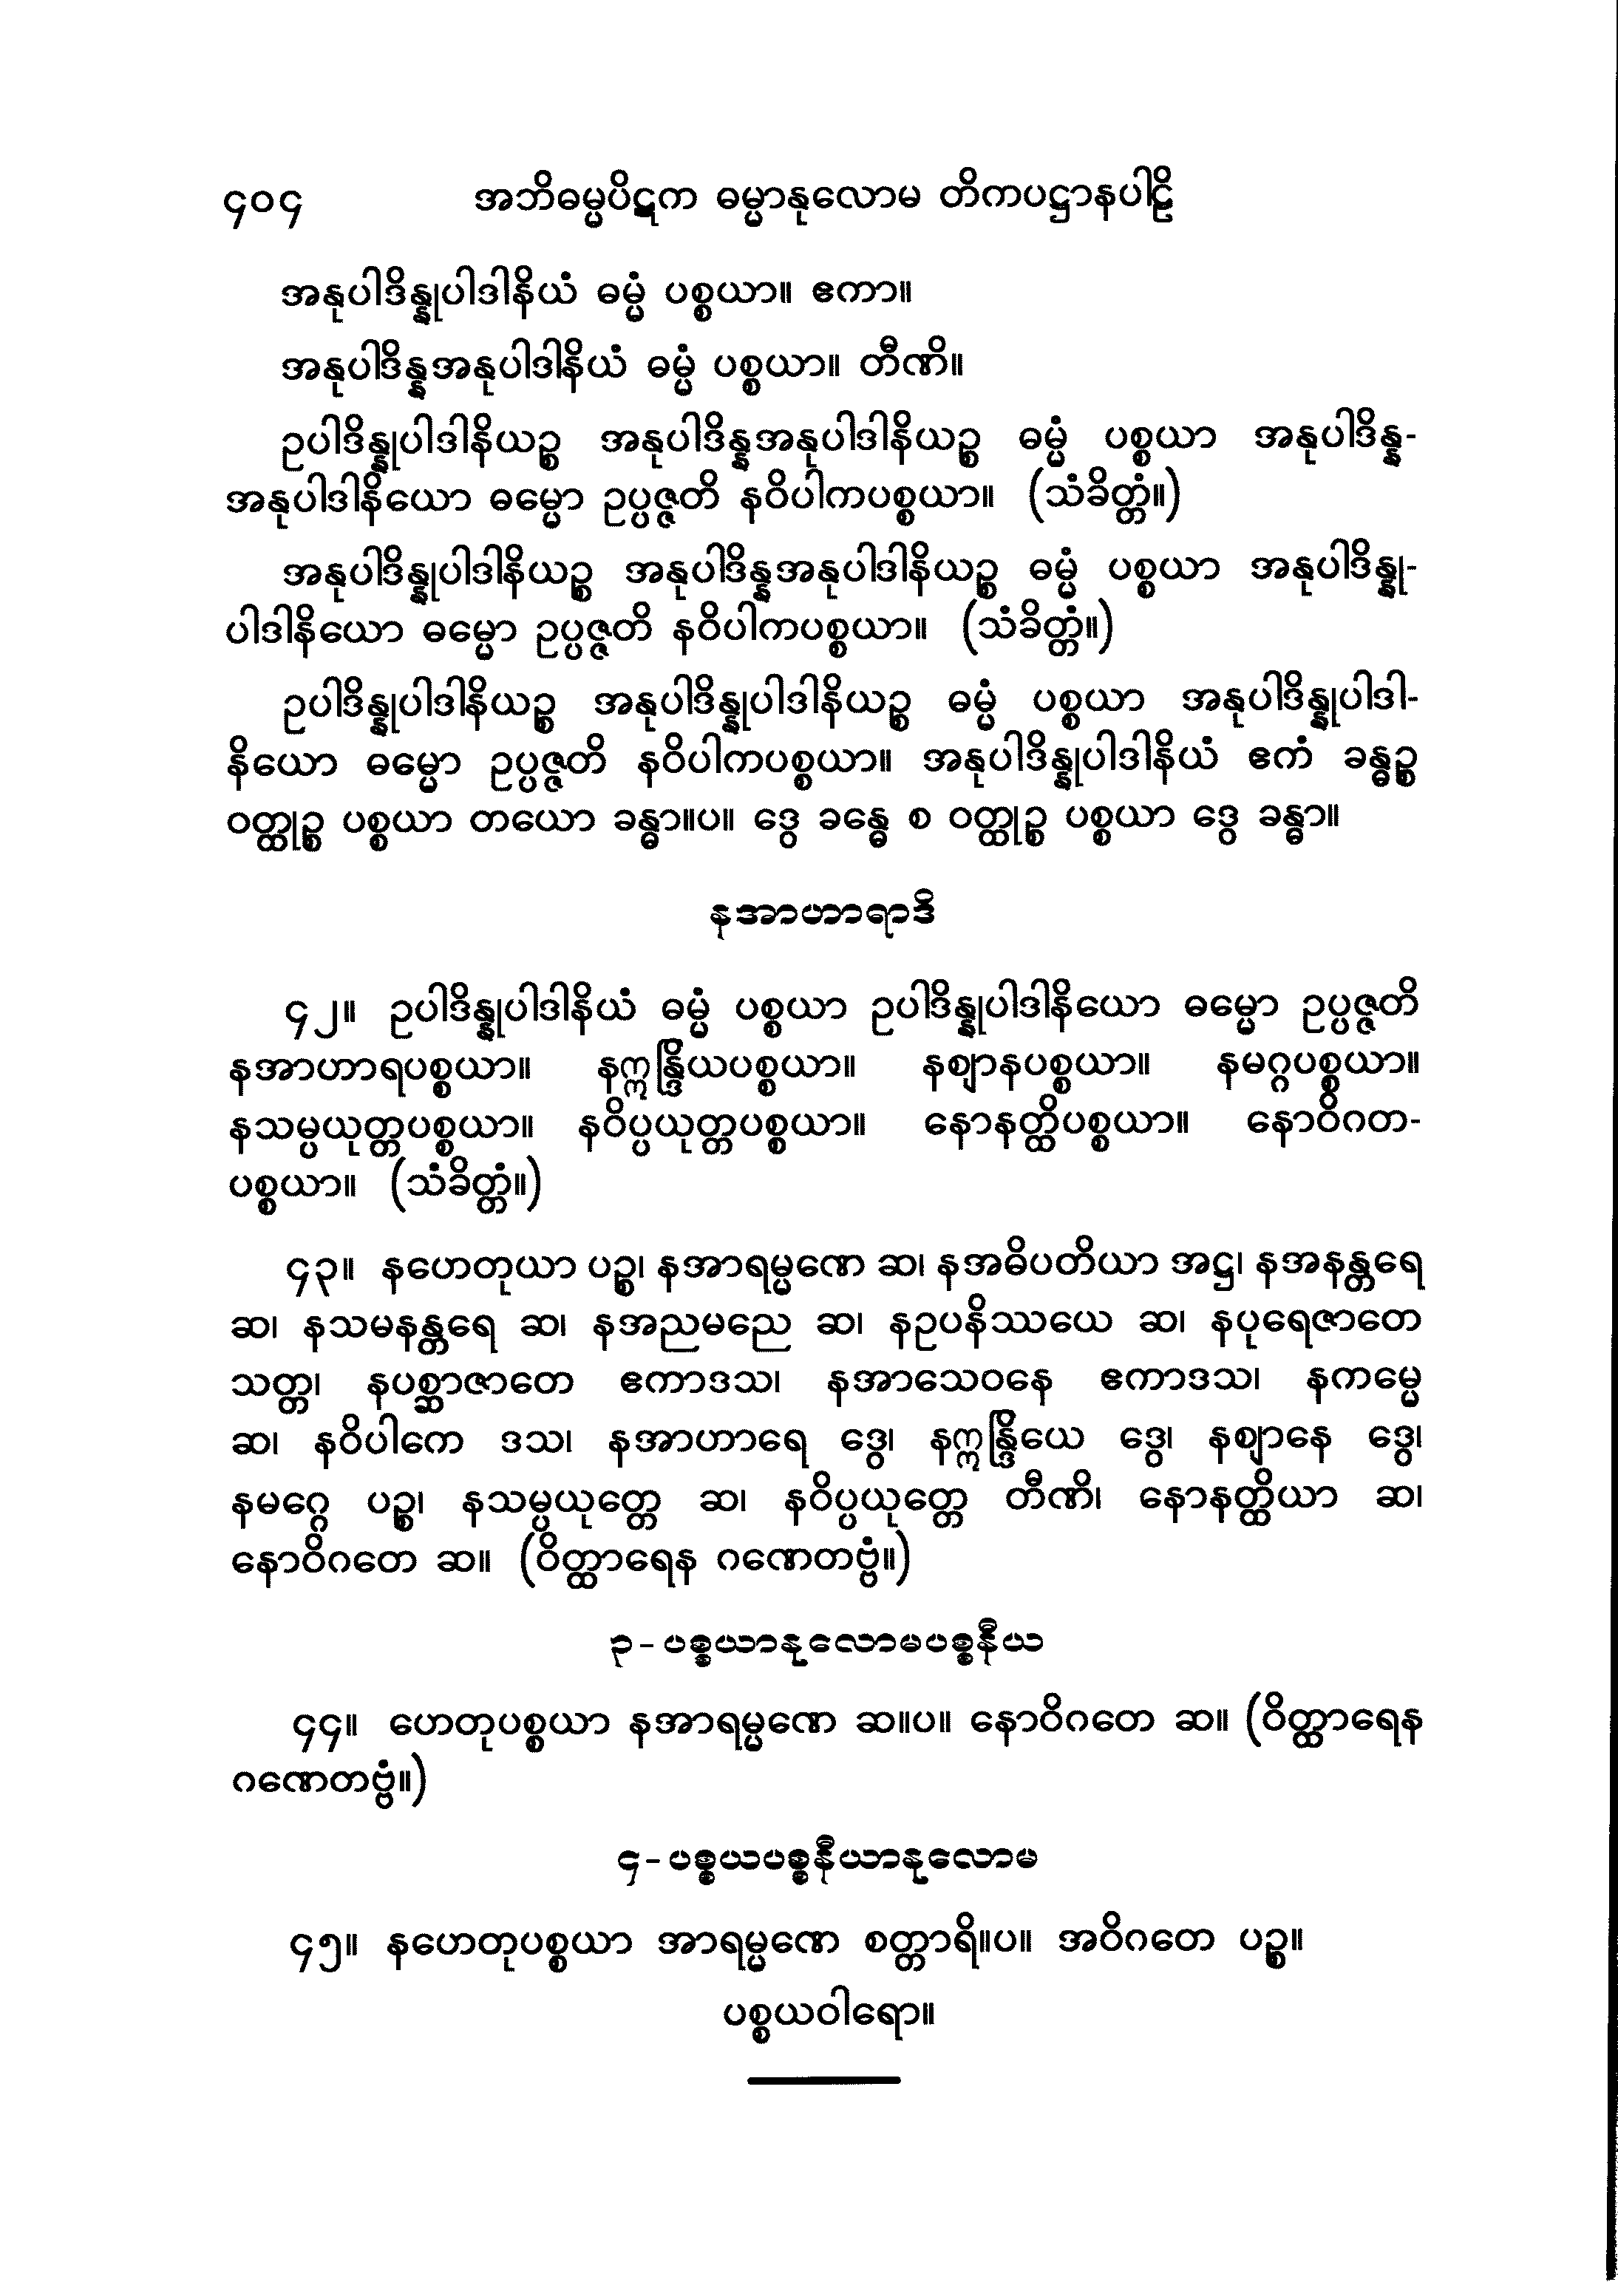 ၄၀၄ အဘိဓမ္မပိဋက ဓမ္မာနုလောမ တိကပဋ္ဌာနပါဠိ
အနုပါဒိန္နုပါဒါနိယံ ဓမ္မံ ပစ္စယာ။ ဧကာ။
အနုပါဒိန္နအနုပါဒါနိယံ ဓမ္မံ ပစ္စယာ။ တီဏိ။
ဥပါဒိန္နုပါဒါနိယဉ္စ အနုပါဒိန္နအနုပါဒါနိယဉ္စ ဓမ္မံ ပစ္စယာ အနုပါဒိန္န-
အနုပါဒါနိယော ဓမ္မော ဥပ္ပဇ္ဇတိ နဝိပါကပစ္စယာ။ (သံခိတ္တံ။)
အနုပါဒိန္နုပါဒါနိယဉ္စ အနုပါဒိန္နအနုပါဒါနိယဉ္စ ဓမ္မံ ပစ္စယာ အနုပါဒိန္နု-
ပါဒါနိယော ဓမ္မော ဥပ္ပဇ္ဇတိ နဝိပါကပစ္စယာ။ (သံခိတ္တံ။)
ဥပါဒိန္နုပါဒါနိယဉ္စ အနုပါဒိန္နုပါဒါနိယဉ္စ ဓမ္မံ ပစ္စယာ အနုပါဒိန္နုပါဒါ-
နိယော ဓမ္မော ဥပ္ပဇ္ဇတိ နဝိပါကပစ္စယာ။ အနုပါဒိန္နုပါဒါနိယံ ဧကံ ခန္ဓဉ္စ
ဝတ္ထုဉ္စ ပစ္စယာ တယော ခန္ဓာ။ပ။ ဒွေ ခန္ဓေ စ ဝတ္ထုဉ္စ ပစ္စယာ ဒွေ ခန္ဓာ။
နအာဟာရာဒိ
၄၂။ ဥပါဒိန္နုပါဒါနိယံ ဓမ္မံ ပစ္စယာ ဥပါဒိန္နုပါဒါနိယော ဓမ္မော ဥပ္ပဇ္ဇတိ
နအာဟာရပစ္စယာ။ နဣန္ဒြိယပစ္စယာ။ နဈာနပစ္စယာ။ နမဂ္ဂပစ္စယာ။
နသမ္ပယုတ္တပစ္စယာ။ နဝိပ္ပယုတ္တပစ္စယာ။ နောနတ္ထိပစ္စယာ။ နောဝိဂတ-
ပစ္စယာ။ (သံခိတ္တံ။)
၄၃။ နဟေတုယာ ပဉ္စ၊ နအာရမ္မဏေ ဆ၊ နအဓိပတိယာ အဋ္ဌ၊ နအနန္တရေ
ဆ၊ နသမနန္တရေ ဆ၊ နအညမညေ ဆ၊ နဥပနိဿယေ ဆ၊ နပုရေဇာတေ
သတ္တ၊ နပစ္ဆာဇာတေ ဧကာဒသ၊ နအာသေဝနေ ဧကာဒသ၊ နကမ္မေ
ဆ၊ နဝိပါကေ ဒသ၊ နအာဟာရေ ဒွေ၊ နဣန္ဒြိယေ ဒွေ၊ နဈာနေ ဒွေ၊
နမဂ္ဂေ ပဉ္စ၊ နသမ္ပယုတ္တေ ဆ၊ နဝိပ္ပယုတ္တေ တီဏိ၊ နောနတ္ထိယာ ဆ၊
နောဝိဂတေ ဆ။ (ဝိတ္ထာရေန ဂဏေတဗ္ဗံ။)
၃-ပစ္စယာနုလောမပစ္စနီယ
၄၄။ ဟေတုပစ္စယာ နအာရမ္မဏေ ဆ။ပ။ နောဝိဂတေ ဆ။ (ဝိတ္ထာရေန
ဂဏေတဗ္ဗံ။)
၄-ပစ္စယပစ္စနီယာနုလောမ
၄၅။ နဟေတုပစ္စယာ အာရမ္မဏေ စတ္တာရိ။ပ။ အဝိဂတေ ပဉ္စ။
ပစ္စယဝါရော။